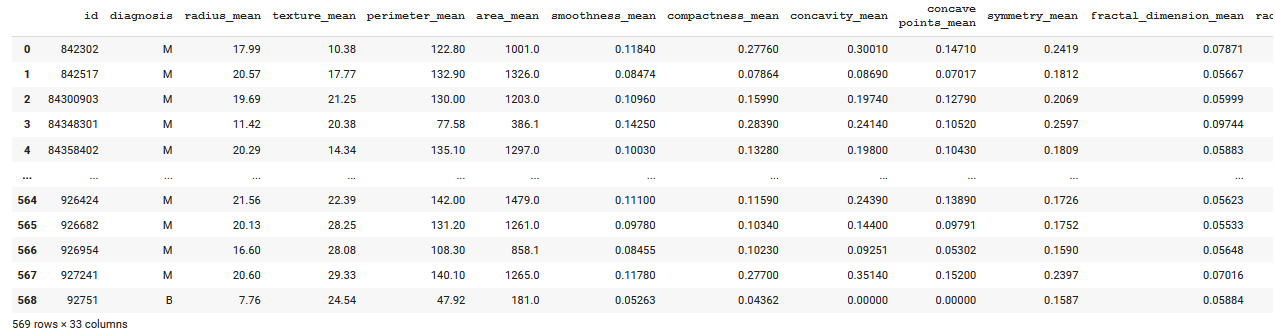 id diagnosis radius_mean texture_mean perimeter_mean area_mean smoothness_mean compactness_mean concavity_mean concave points_mean symmetry_mean fractal_dimension_mean
0 842302 M 17.99 10.38 122.80 1001.0 0.11840 0.27760 0.30010 0.14710 0.2419 0.07871
1 842517 M 20.57 17.77 132.90 1326.0 0.08474 0.07864 0.08690 0.07017 0.1812 0.05667
2 84300903 M 19.69 21.25 130.00 1203.0 0.10960 0.15990 0.19740 0.12790 0.2069 0.05999
3 84348301 M 11.42 20.38 77.58 386.1 0.14250 0.28390 0.24140 0.10520 0.2597 0.09744
4 84358402 M 20.29 14.34 135.10 1297.0 0.10030 0.13280 0.19800 0.10430 0.1809 0.05883
... ... ... ... ... ... ... ... ... ... ... ... ...
564 926424 M 21.56 22.39 142.00 1479.0 0.11100 0.11590 0.24390 0.13890 0.1726 0.05623
565 926682 M 20.13 28.25 131.20 1261.0 0.09780 0.10340 0.14400 0.09791 0.1752 0.05533
566 926954 M 16.60 28.08 108.30 858.1 0.08455 0.10230 0.09251 0.05302 0.1590 0.05648
567 927241 M 20.60 29.33 140.10 1265.0 0.11780 0.27700 0.35140 0.15200 0.2397 0.07016
568 92751 B 7.76 24.54 47.92 181.0 0.05263 0.04362 0.00000 0.00000 0.1587 0.05884
569 rows × 33 columns